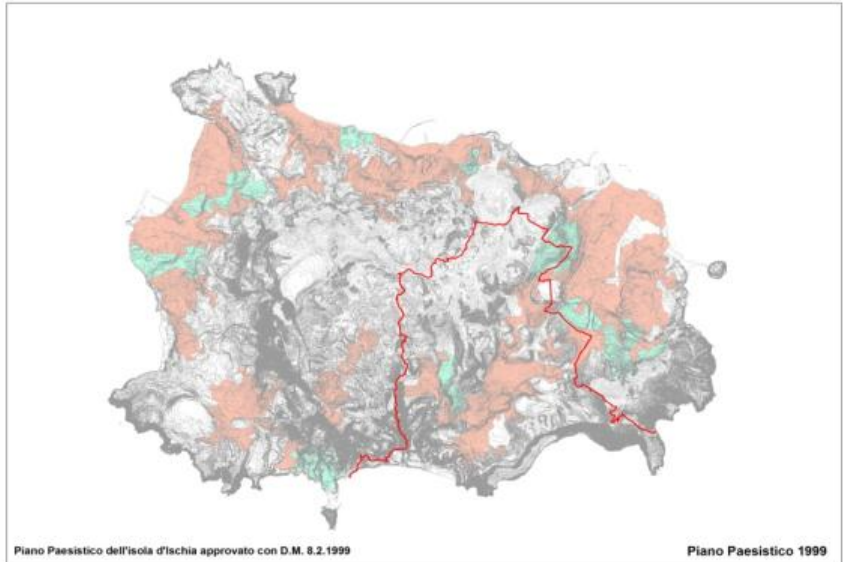 Piano Paesistico dell'isola d'Ischia approvato con D.M. 8.2.1999
Piano Paesistico 1999